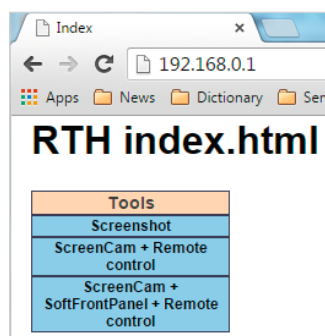 Index
192.168.0.1
Apps News Dictionary
RTH index.html
Tools
Screenshot
ScreenCam + Remote
control
ScreenCam +
SoftFrontPanel + Remote
control